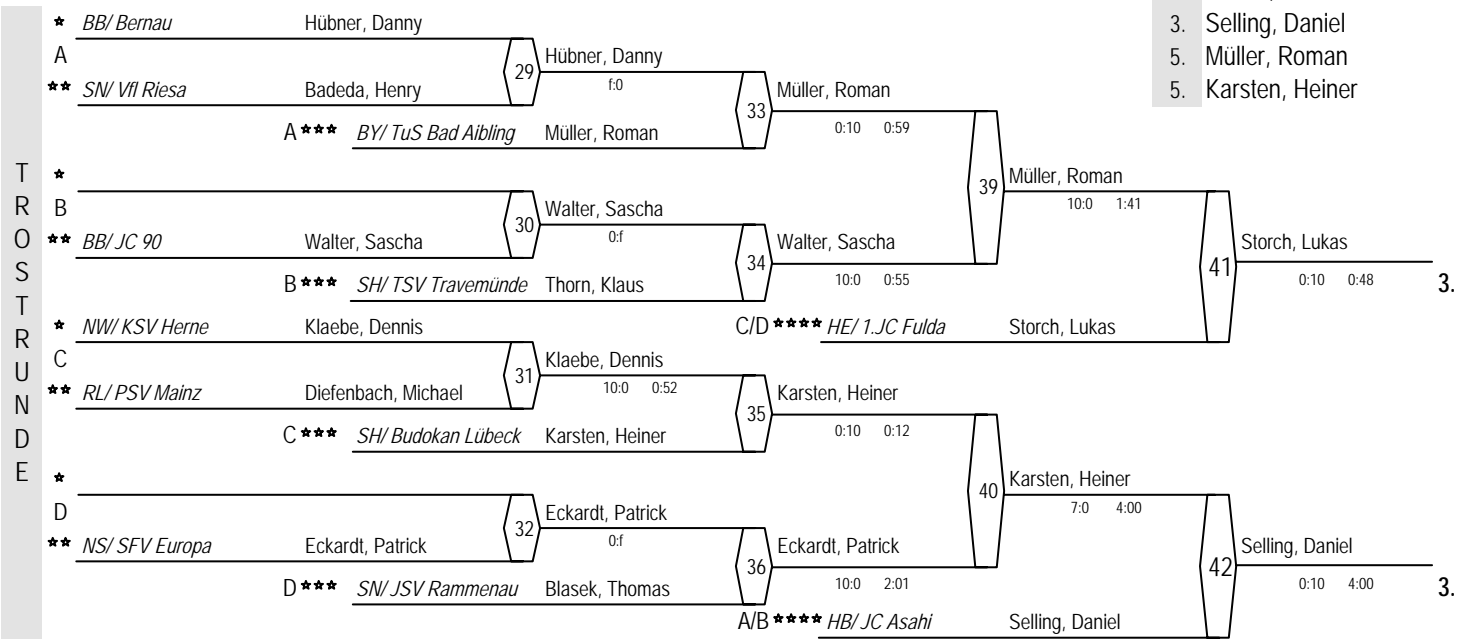 3. Selling, Daniel
5. Müller, Roman
5. Karsten, Heiner
TROSTRUNDE
* BB/ Bernau Hübner, Danny
A
** SN/ Vfl Riesa Badeda, Henry
29 Hübner, Danny
f:0
A *** BY/ TuS Bad Aibling Müller, Roman
33 Müller, Roman
0:10 0:59
*
B
** BB/ JC 90 Walter, Sascha
30 Walter, Sascha
0:f
B *** SH/ TSV Travemünde Thorn, Klaus
34 Walter, Sascha
10:0 0:55
39 Müller, Roman
10:0 1:41
C/D **** HE/ 1.JC Fulda Storch, Lukas
41 Storch, Lukas
0:10 0:48 3.
* NW/ KSV Herne Klaebe, Dennis
C
** RL/ PSV Mainz Diefenbach, Michael
31 Klaebe, Dennis
10:0 0:52
C *** SH/ Budokan Lübeck Karsten, Heiner
35 Karsten, Heiner
0:10 0:12
*
D
** NS/ SFV Europa Eckardt, Patrick
32 Eckardt, Patrick
0:f
D *** SN/ JSV Rammenau Blasek, Thomas
36 Eckardt, Patrick
10:0 2:01
40 Karsten, Heiner
7:0 4:00
A/B **** HB/ JC Asahi Selling, Daniel
42 Selling, Daniel
0:10 4:00 3.